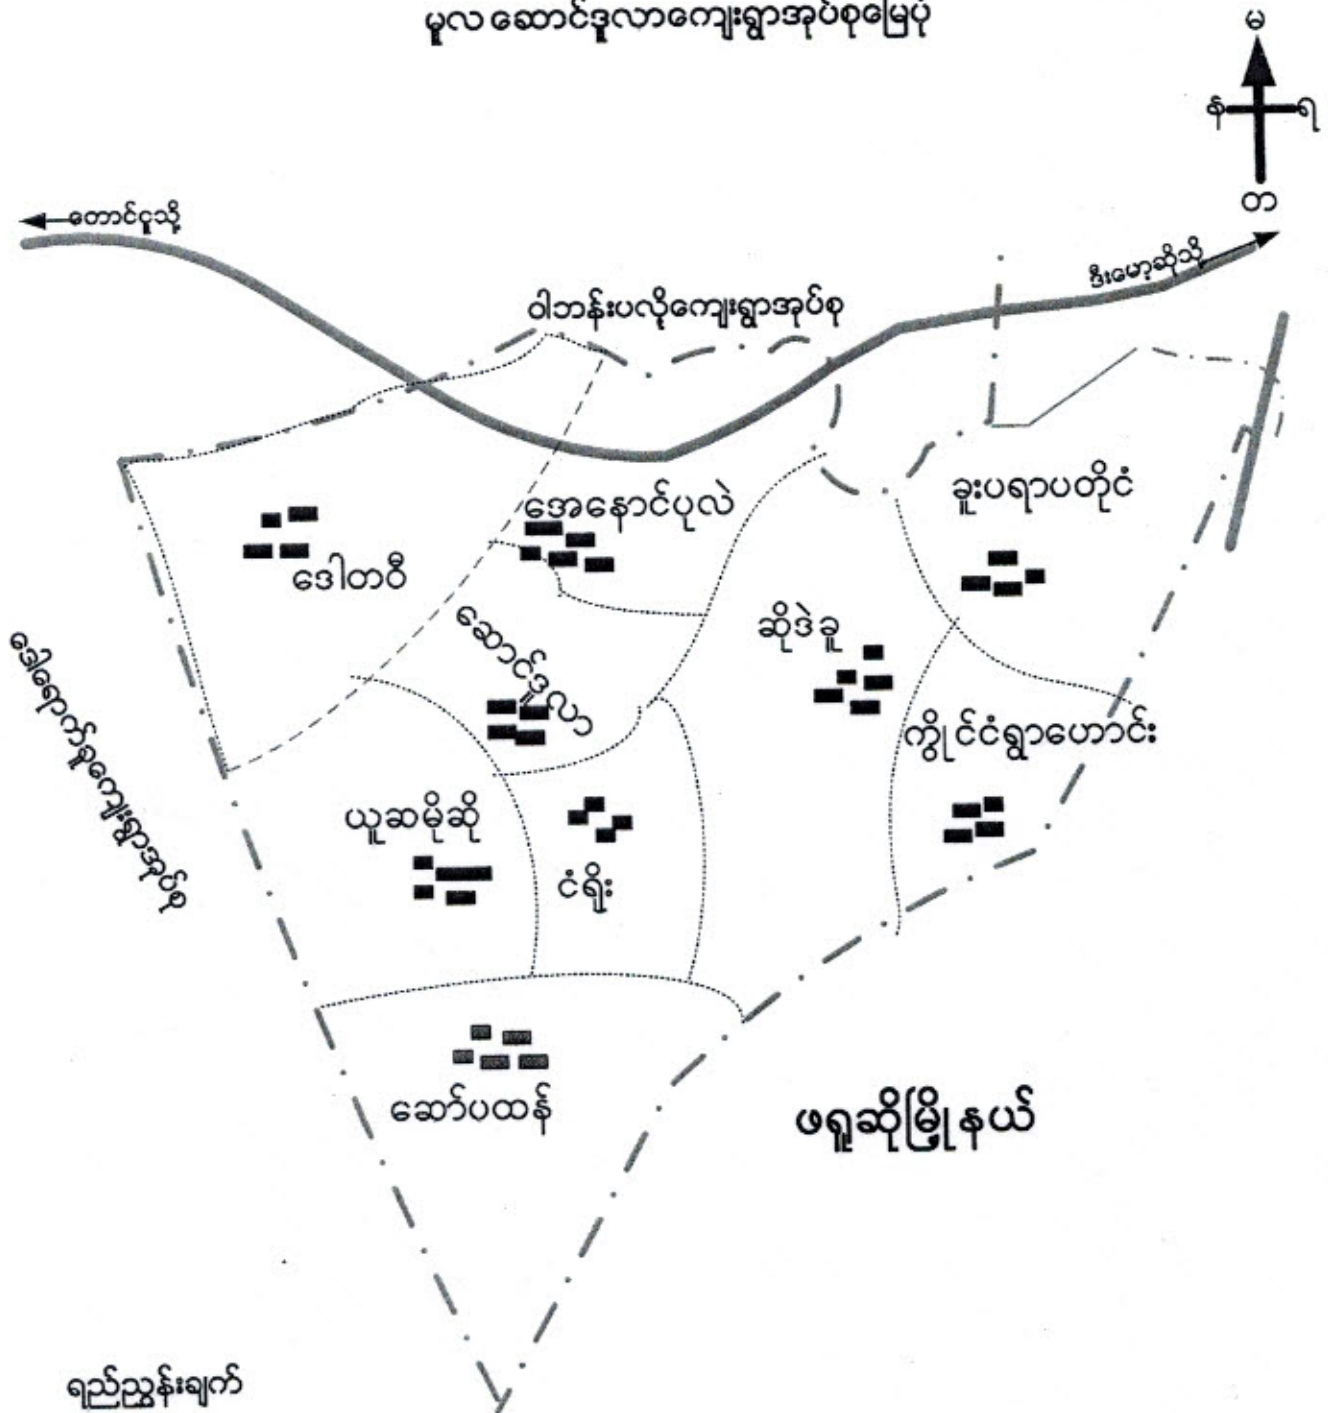 မူလ ဆောင်ဒူလာကျေးရွာအုပ်စုမြေပုံ
မ
န ရ
တ
တောင်ငူသို့
ဒီးမော့ဆိုသို့
ဝါဘန်းပလိုကျေးရွာအုပ်စု
ခူးပရာပတိုင်
အေနောင်ပုလဲ
ဒေါတဝီ
ဆောင်ဒူလာ
ဆိုဒဲခူ
ဒေါရောက်ခူကျေးရွာအုပ်စု
ကွိုင်ငံရွာဟောင်း
ယူဆမိုဆို
ငံရိုး
ဆော်ပထန်
ဖရူဆိုမြို့နယ်
ရည်ညွှန်းချက်